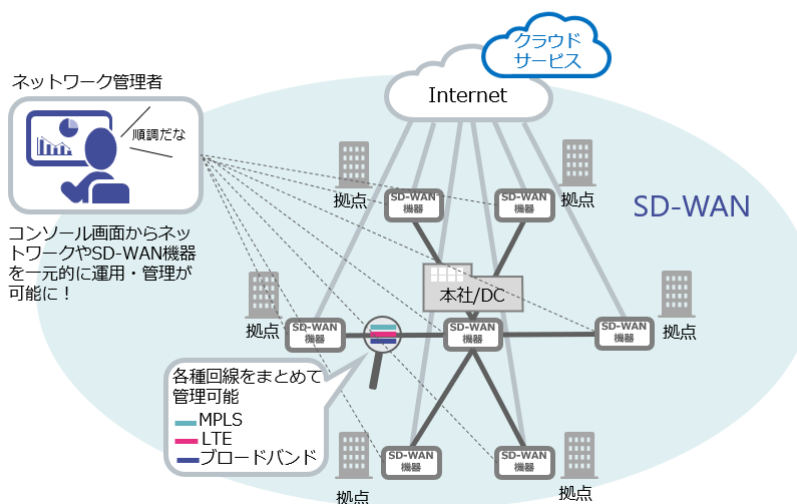 クラウド
サービス
Internet
ネットワーク管理者
順調だな
コンソール画面からネッ
トワークやSD-WAN機器
を一元的に運用・管理が
可能に！
SD-WAN
拠点
SD-WAN
機器
SD-WAN
機器
拠点
本社/DC
拠点
SD-WAN
機器
SD-WAN
機器
SD-WAN
機器
拠点
各種回線をまとめて
管理可能
MPLS
LTE
ブロードバンド
拠点
SD-WAN
機器
SD-WAN
機器
拠点